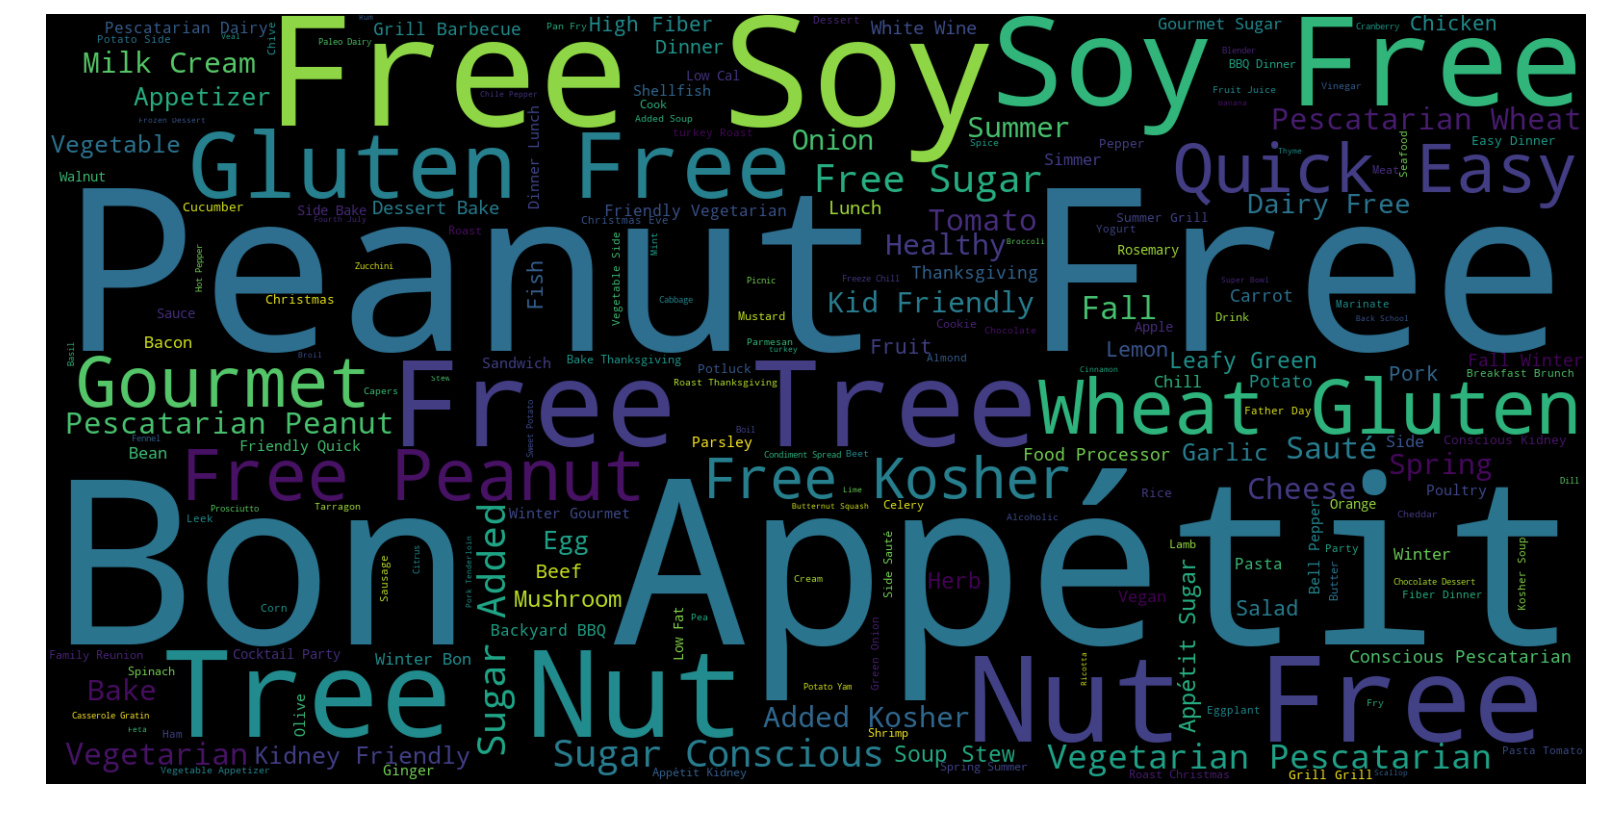 Pescatarian Dairy
Potato Side
Veal
Rum
Chive
Paleo Dairy
Grill Barbecue
Free Soy
Pan Fry
High Fiber
Dinner
Dessert
White Wine
Soy Free
Gourmet Sugar
Cranberry
Chicken
Milk Cream
Appetizer
Frozen Dessert
Chile Pepper
Low Cal
Shellfish
Cook
Added Soup
turkey Roast
Blender
BBQ Dinner
Fruit Juice
Banana
Vinegar
Vegetable
Walnut
Gluten Free
Dinner Lunch
Onion
Summer
Spice
Simmer
Pepper
Pescatarian Wheat
Easy Dinner
Thyme
Meat
Seafood
Quick Easy
Free Sugar
Cucumber
Side Bake
Fourth July
Dessert Bake
Friendly Vegetarian
Christmas Eve
Lunch
Tomato
Healthy
Broccoli
Summer Grill
Yogurt
Rosemary
Dairy Free
Peanut Free
Hot Pepper
Roast
Zucchini
Christmas
Sauce
Bacon
Fish
Vegetable Side
Mint
Cabbage
Picnic
Mustard
Parmesan
turkey
Freeze Chill
Thanksgiving
Kid Friendly
Cookie
Chocolate
Fall
Apple
Super Bowl
Carrot
Drink
Marinate
Back School
Basil
Broil
Sandwich
Bake Thanksgiving
Potluck
Fruit
Almond
Lemon
Leafy Green
Fall Winter
Gourmet
Capers
Stew
Free Tree
Roast Thanksgiving
Cinnamon
Chill
Potato
Pork
Breakfast Brunch
Wheat Gluten
Father Day
Pescatarian Peanut
Fennel
Bean
Friendly Quick
Sweet Potato
Boil
Parsley
Condiment Spread
Beet
Food Processor
Garlic
Sauté
Side
Conscious Kidney
Free Peanut
Free Kosher
Lime
Spring
Rice
Cheese
Poultry
Dill
Bon Appétit
Leek
Prosciutto
Tarragon
Winter Gourmet
Butternut Squash
Celery
Alcoholic
Orange
Cheddar
Sugar Added
Pork Tenderloin
Citrus
Sausage
Corn
Egg
Beef
Mushroom
Cream
Side Sauté
Herb
Lamb
Vegan
Pasta
Salad
Bell Pepper
Party
Butter
Winter
Chocolate Dessert
Fiber Dinner
Kosher Soup
Backyard BBQ
Low Fat
Pea
Green Onion
Appétit Sugar
Family Reunion
Spinach
Cocktail Party
Winter Bon
Tree Nut
Nut Free
Ricotta
Conscious Pescatarian
Bake
Potato Yam
Eggplant
Fry
Casserole Gratin
Feta
Ham
Olive
Added Kosher
Shrimp
Vegetarian
Kidney Friendly
Sugar Conscious
Soup Stew
Vegetarian Pescatarian
Pasta Tomato
Vegetable Appetizer
Ginger
Appétit Kidney
Spring Summer
Roast Christmas
Grill Grill
Scallop